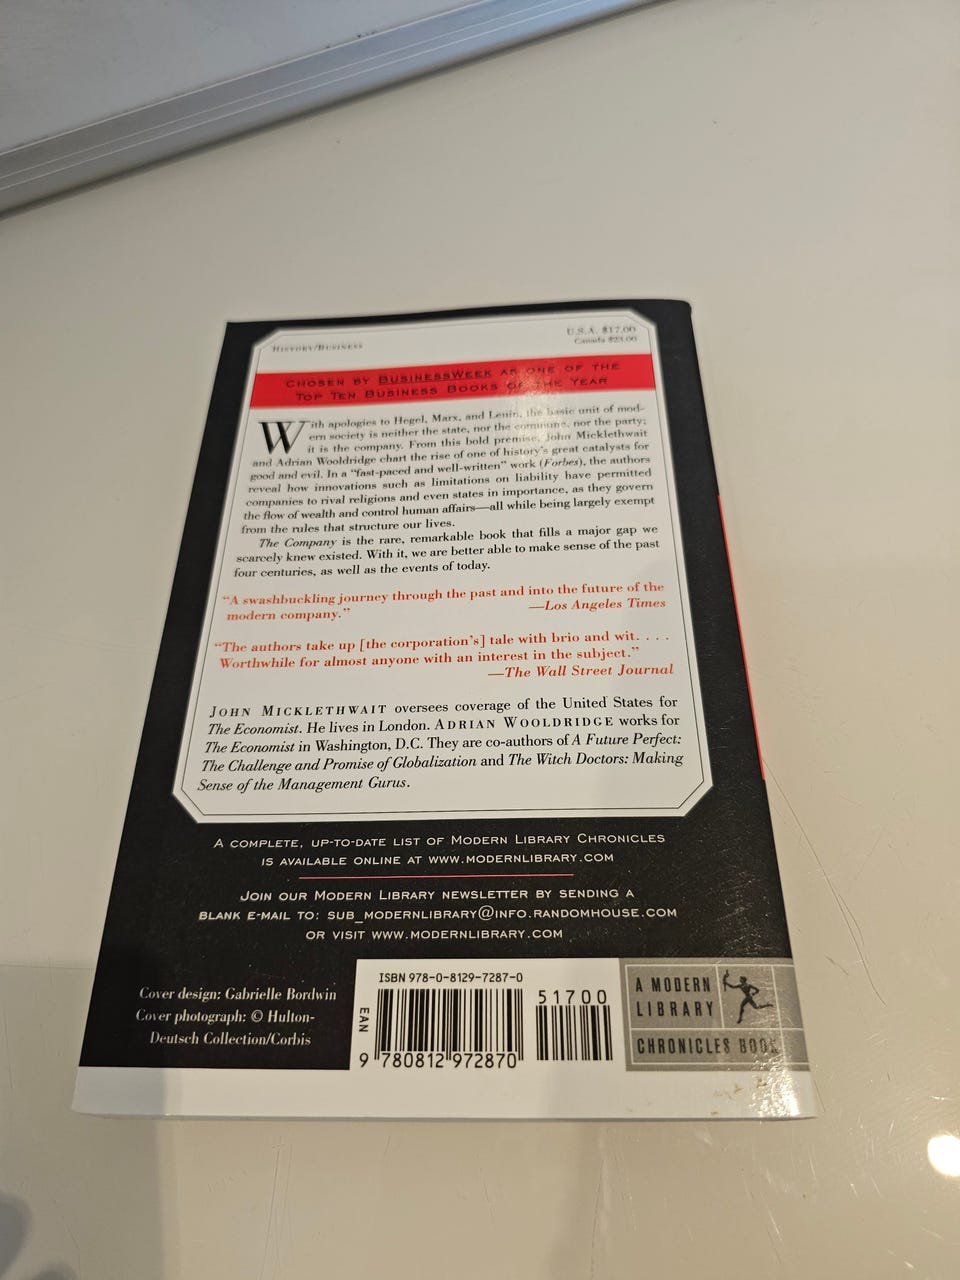 HISTORY/BUSINESS
U.S.A. $17.00
Canada $23.00
CHOSEN BY BUSINESSWEEK AS ONE OF THE
TOP TEN BUSINESS BOOKS OF THE YEAR
With apologies to Hegel, Marx, and Lenin, the basic unit of mod-
ern society is neither the state, nor the commune, nor the party;
it is the company. From this bold premise, John Micklethwait
and Adrian Wooldridge chart the rise of one of history's great catalysts for
good and evil. In a “fast-paced and well-written” work (Forbes), the authors
reveal how innovations such as limitations on liability have permitted
companies to rival religions and even states in importance, as they govern
the flow of wealth and control human affairs—all while being largely exempt
from the rules that structure our lives.
The Company is the rare, remarkable book that fills a major gap we
scarcely knew existed. With it, we are better able to make sense of the past
four centuries, as well as the events of today.
“A swashbuckling journey through the past and into the future of the
modern company.” —Los Angeles Times
“The authors take up [the corporation's] tale with brio and wit. . . .
Worthwhile for almost anyone with an interest in the subject.”
—The Wall Street Journal
JOHN MICKLETHWAIT oversees coverage of the United States for
The Economist. He lives in London. ADRIAN WOOLDRIDGE works for
The Economist in Washington, D.C. They are co-authors of A Future Perfect:
The Challenge and Promise of Globalization and The Witch Doctors: Making
Sense of the Management Gurus.
A COMPLETE, UP-TO-DATE LIST OF MODERN LIBRARY CHRONICLES
IS AVAILABLE ONLINE AT WWW.MODERNLIBRARY.COM
JOIN OUR MODERN LIBRARY NEWSLETTER BY SENDING A
BLANK E-MAIL TO: SUB_MODERNLIBRARY@INFO.RANDOMHOUSE.COM
OR VISIT WWW.MODERNLIBRARY.COM
Cover design: Gabrielle Bordwin
Cover photograph: © Hulton-
Deutsch Collection/Corbis
ISBN 978-0-8129-7287-0
51700
EAN
9 780812 972870
A MODERN
LIBRARY
CHRONICLES BOOK